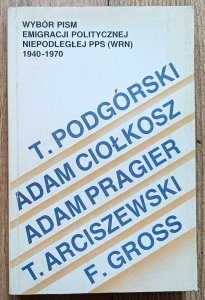 WYBÓR PISM
EMIGRACJI POLITYCZNEJ
NIEPODLEGŁEJ PPS (WRN)
1940-1970
T. PODGÓRSKI
ADAM CIOŁKOSZ
ADAM PRAGIER
T. ARCISZEWSKI
F. GROSS